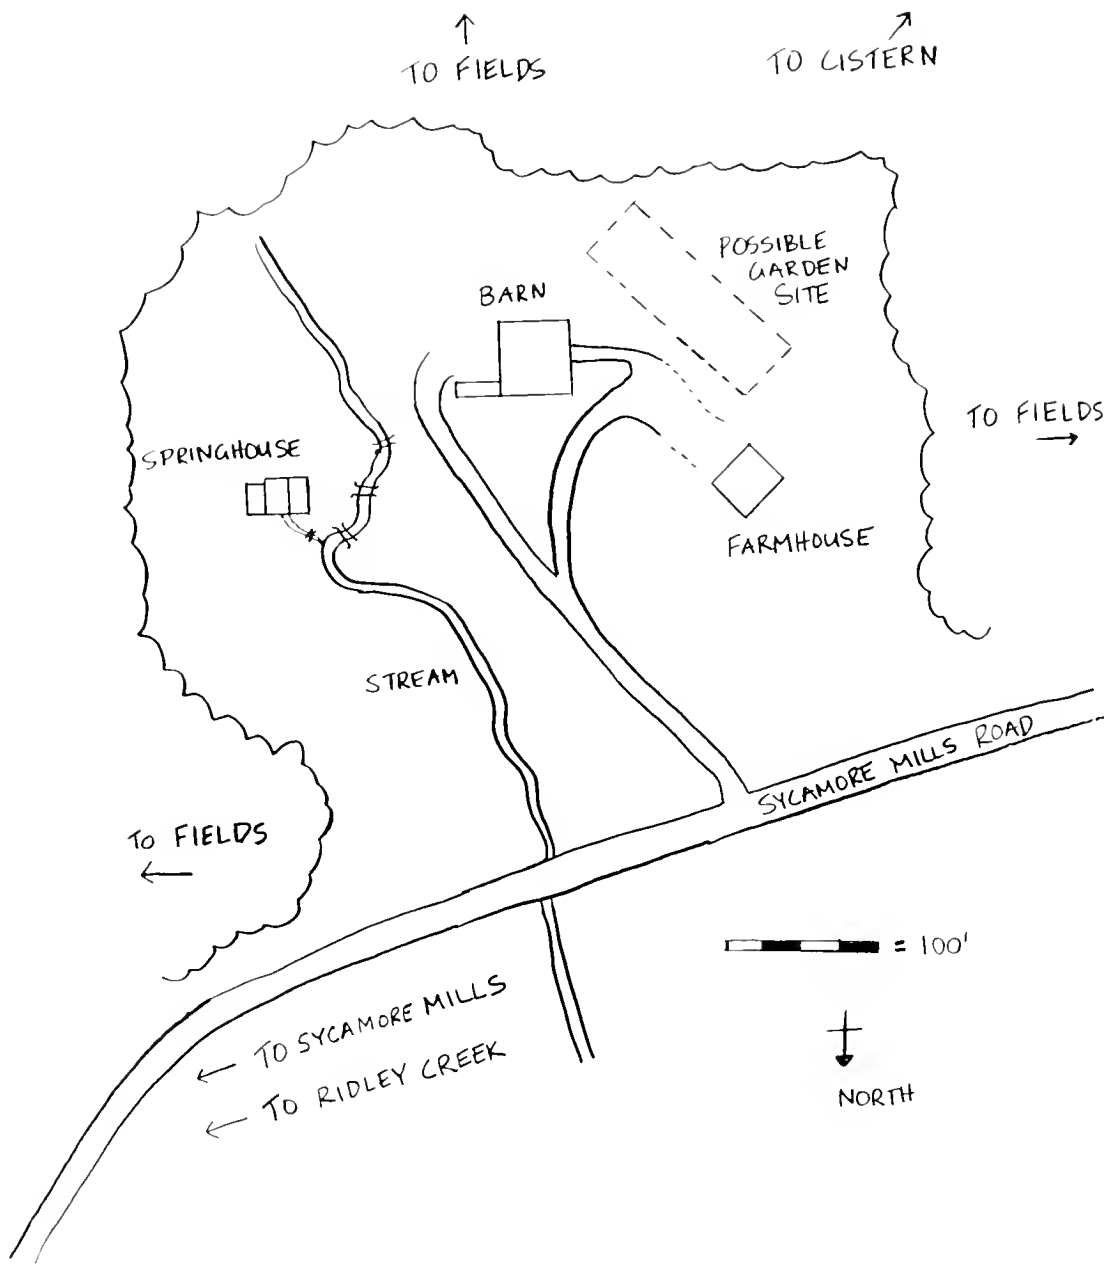 TO FIELDS
TO CISTERN
POSSIBLE
GARDEN
SITE
BARN
TO FIELDS
SPRINGHOUSE
FARMHOUSE
STREAM
SYCAMORE MILLS ROAD
TO FIELDS
= 100'
TO SYCAMORE MILLS
TO RIDLEY CREEK
NORTH